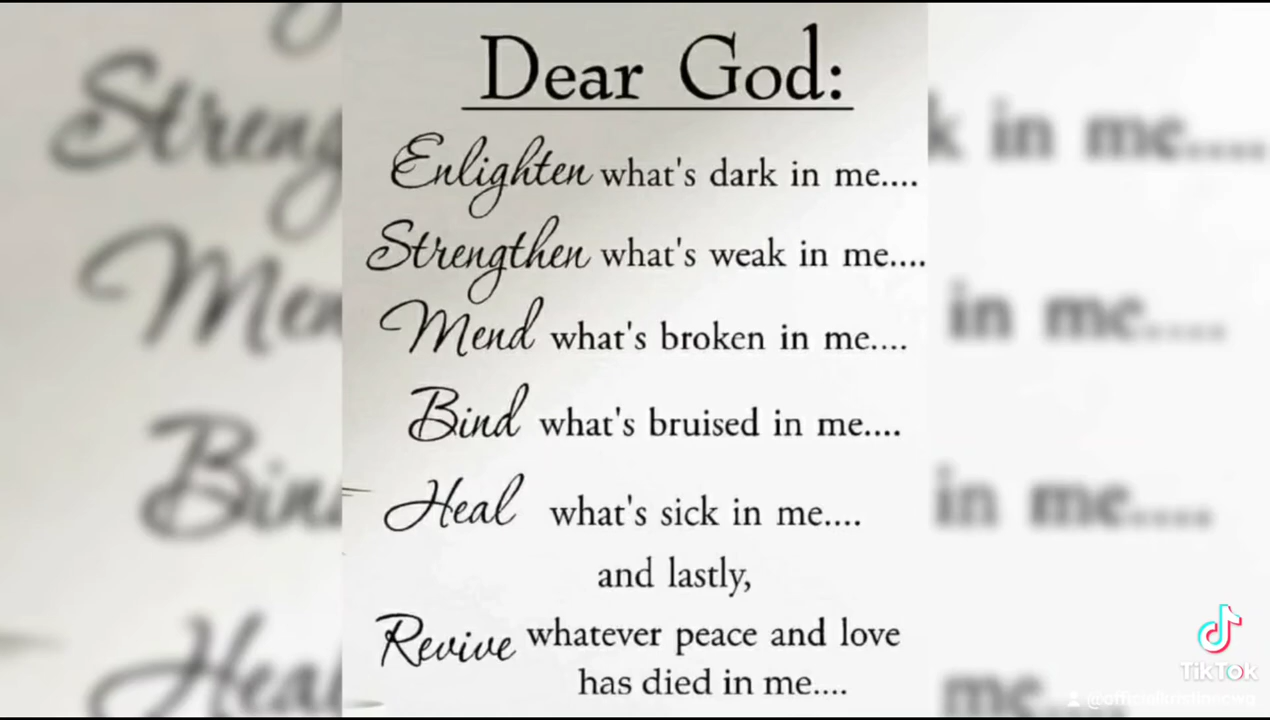 Dear God:
Enlighten what's dark in me....
Strengthen what's weak in me....
Mend what's broken in me....
Bind what's bruised in me....
Heal what's sick in me....
and lastly,
Revive whatever peace and love
has died in me....
TikTok